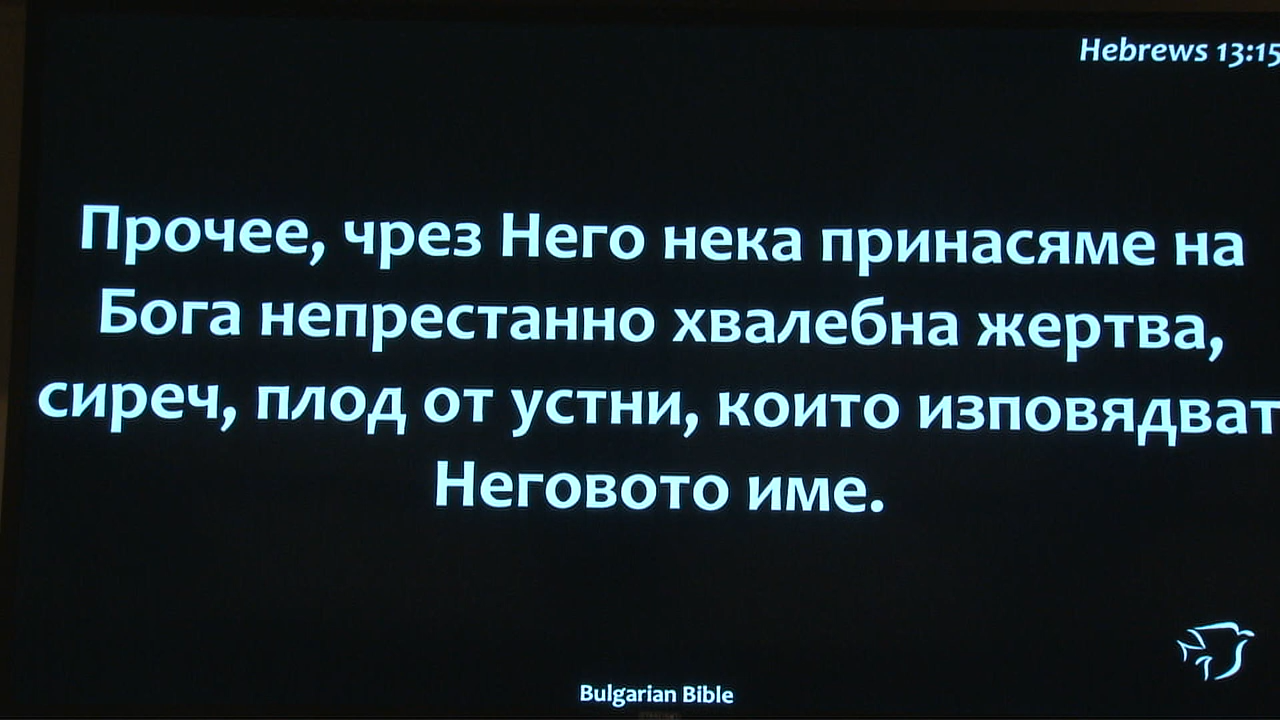 Hebrews 13:15
Прочее, чрез Него нека принасяме на
Бога непрестанно хвалебна жертва,
сиреч, плод от устни, които изповядват
Неговото име.
Bulgarian Bible